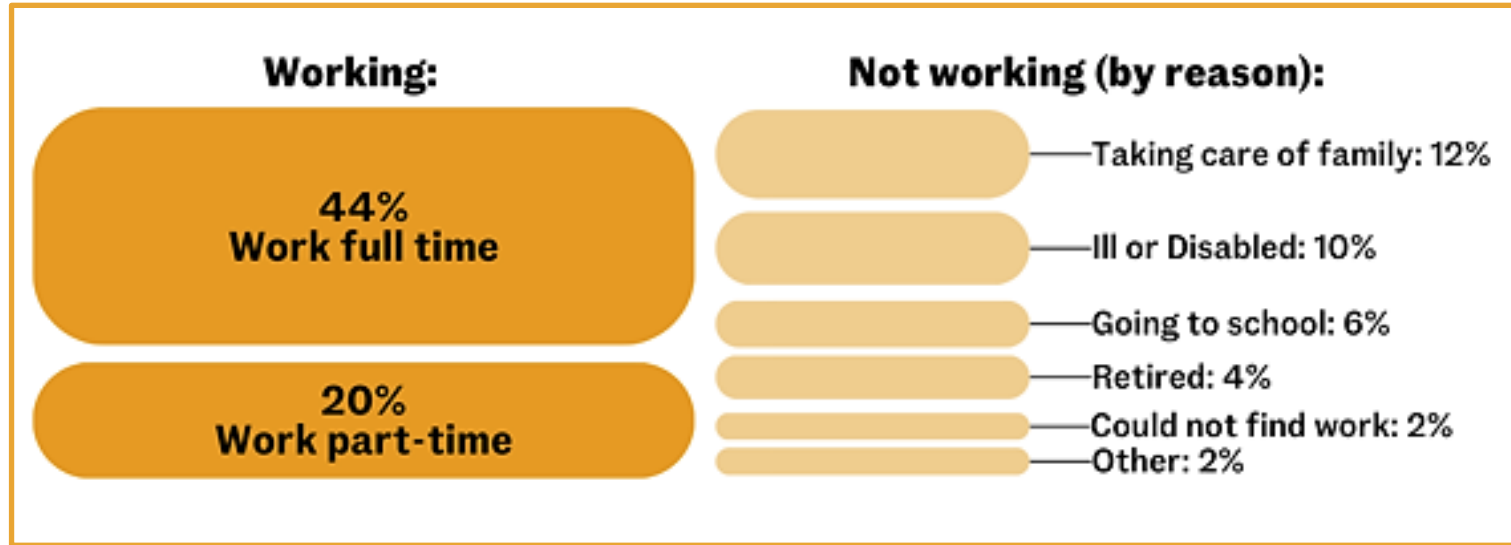 Working:
44%
Work full time
20%
Work part-time
Not working (by reason):
Taking care of family: 12%
Ill or Disabled: 10%
Going to school: 6%
Retired: 4%
Could not find work: 2%
Other: 2%